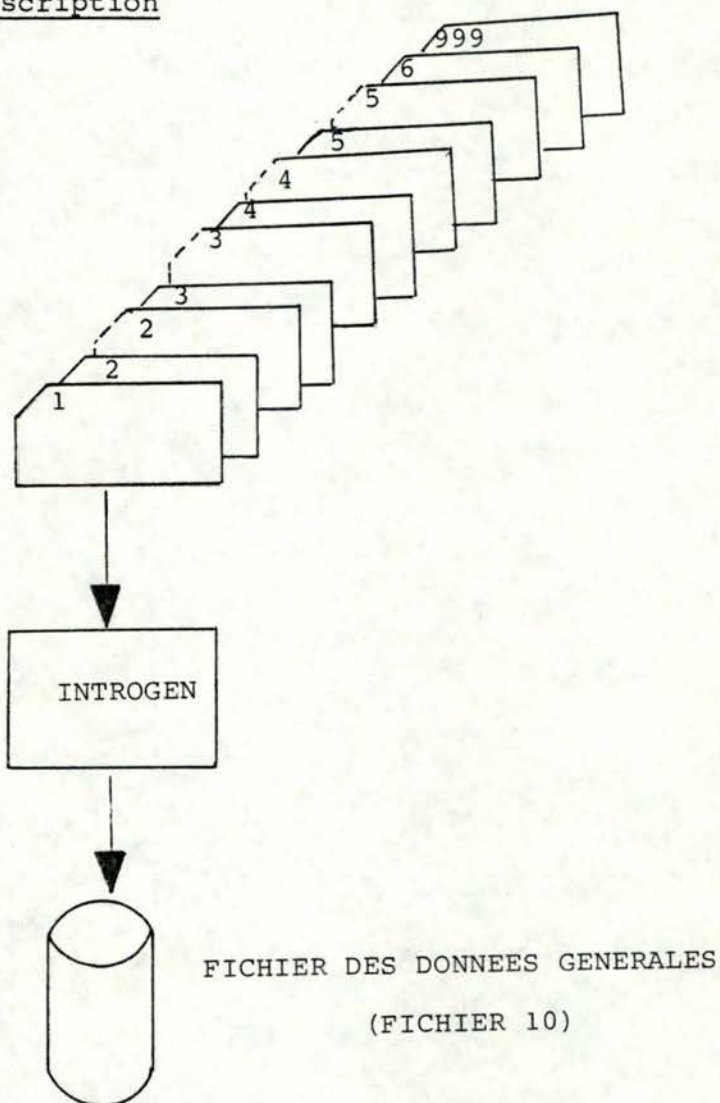 scription
999
6
5
5
4
4
3
3
2
2
1
INTROGEN
FICHIER DES DONNEES GENERALES
(FICHIER 10)